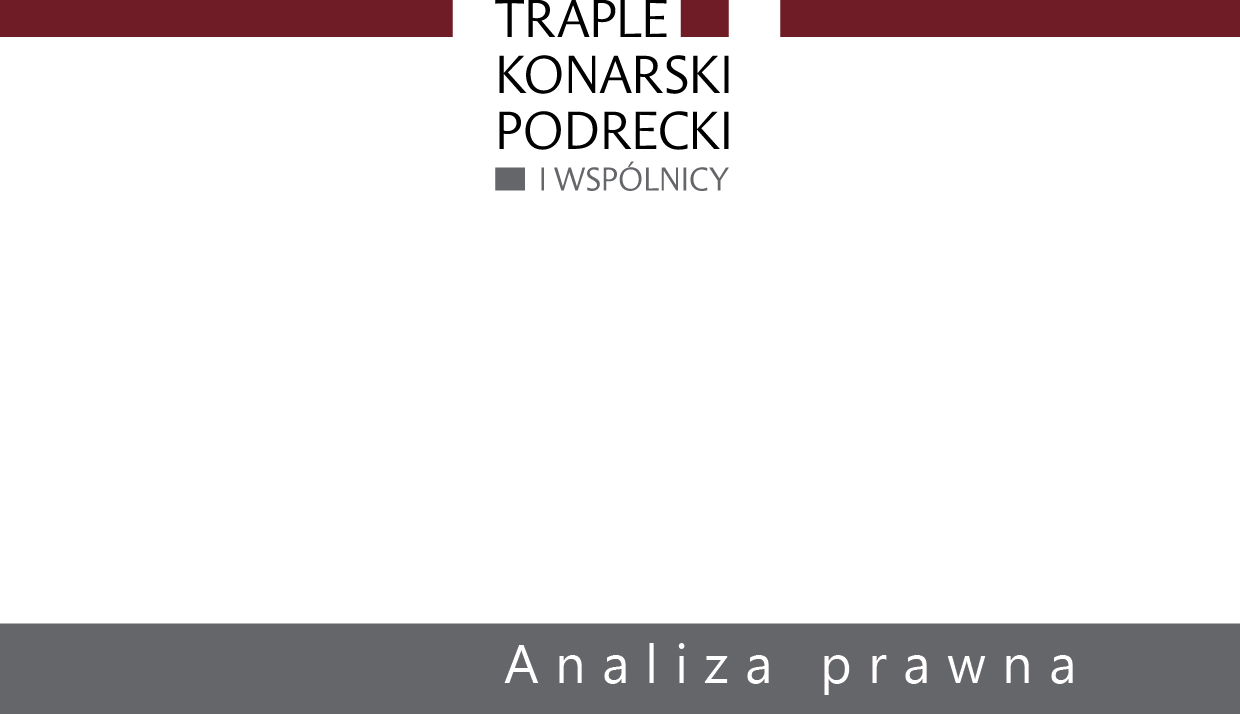 TRAPLE
KONARSKI
PODRECKI
I WSPÓLNICY
Analiza prawna